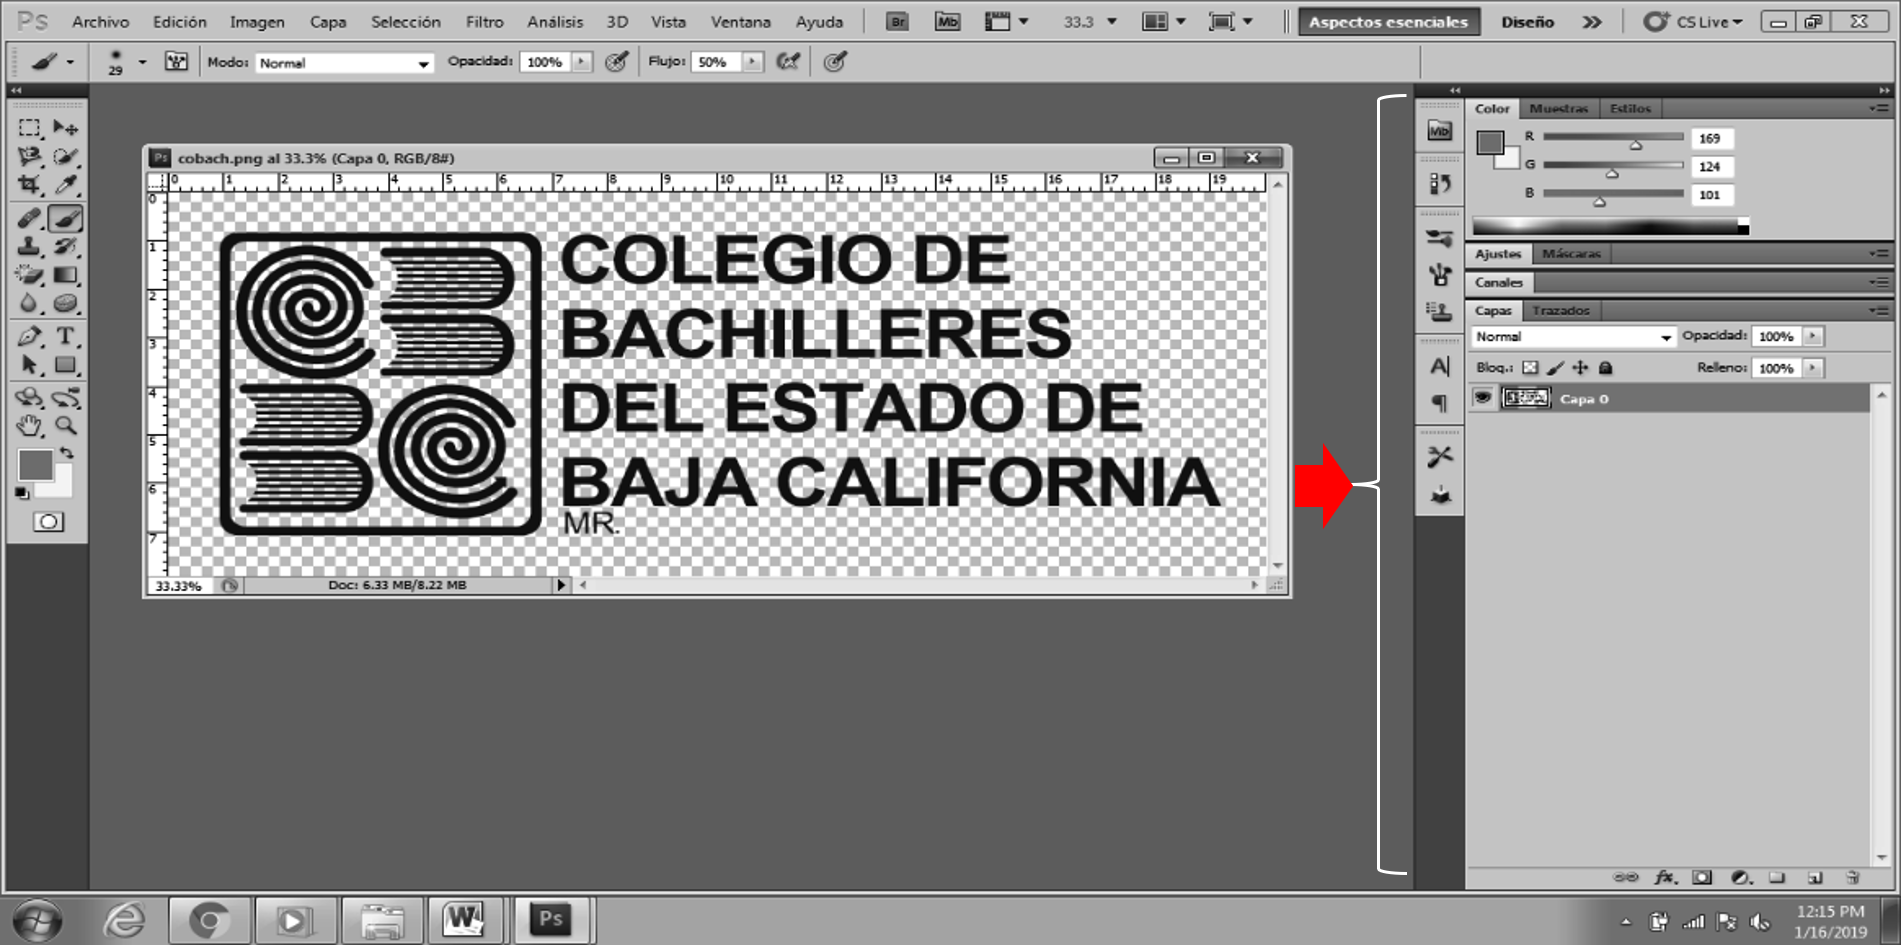 Ps Archivo Edición Imagen Capa Selección Filtro Análisis 3D Vista Ventana Ayuda Br Mb 33.3 Aspectos esenciales Diseño CS Live
29 Modo: Normal Opacidad: 100% Flujo: 50%
Ps cobach.png al 33.3% (Capa 0, RGB/8#)
0 1 2 3 4 5 6 7 8 9 10 11 12 13 14 15 16 17 18 19
0
1
2
3
4
5
6
7
COLEGIO DE
BACHILLERES
DEL ESTADO DE
BAJA CALIFORNIA
MR.
33.33% Doc: 6.33 MB/8.22 MB
T
Mb
A
Color Muestras Estilos
R 169
G 124
B 101
Ajustes Máscaras
Canales
Capas Trazados
Normal Opacidad: 100%
Bloq.: Relleno: 100%
Capa 0
fx
W Ps
12:15 PM
1/16/2019